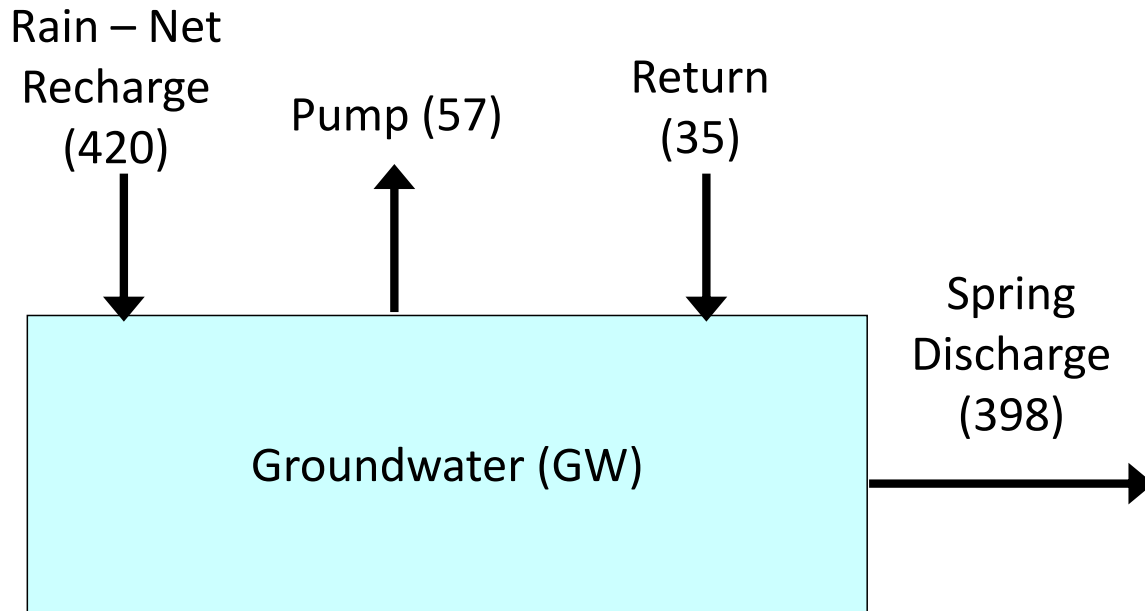 Rain – Net
Recharge
(420)
Pump (57)
Return
(35)
Spring
Discharge
(398)
Groundwater (GW)